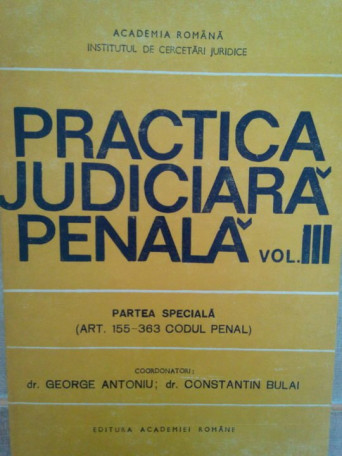 ACADEMIA ROMÂNĂ
INSTITUTUL DE CERCETĂRI JURIDICE
PRACTICA
JUDICIARĂ
PENALĂ VOL.III
PARTEA SPECIALĂ
(ART. 155-363 CODUL PENAL)
COORDONATORI:
dr. GEORGE ANTONIU; dr. CONSTANTIN BULAI
EDITURA ACADEMIEI ROMÂNE